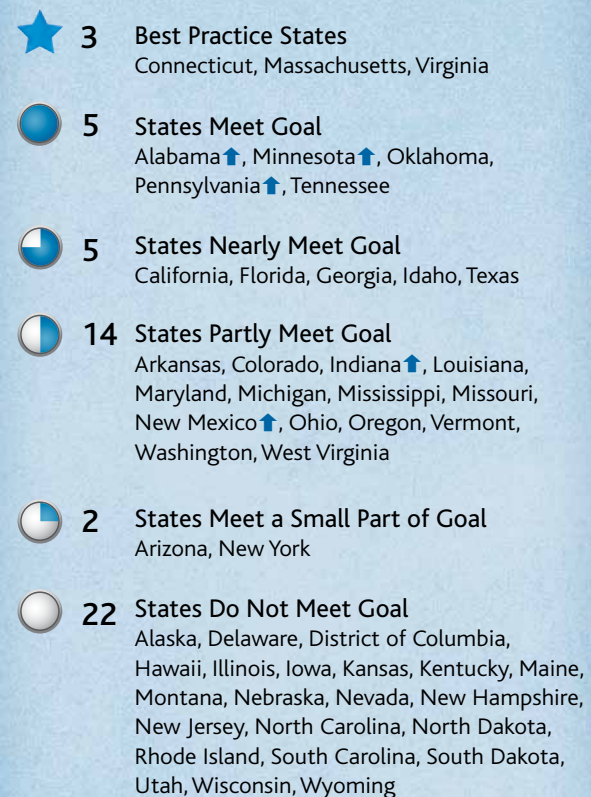 3 Best Practice States
Connecticut, Massachusetts, Virginia
5 States Meet Goal
Alabama⬆, Minnesota⬆, Oklahoma,
Pennsylvania⬆, Tennessee
5 States Nearly Meet Goal
California, Florida, Georgia, Idaho, Texas
14 States Partly Meet Goal
Arkansas, Colorado, Indiana⬆, Louisiana,
Maryland, Michigan, Mississippi, Missouri,
New Mexico⬆, Ohio, Oregon, Vermont,
Washington, West Virginia
2 States Meet a Small Part of Goal
Arizona, New York
22 States Do Not Meet Goal
Alaska, Delaware, District of Columbia,
Hawaii, Illinois, Iowa, Kansas, Kentucky, Maine,
Montana, Nebraska, Nevada, New Hampshire,
New Jersey, North Carolina, North Dakota,
Rhode Island, South Carolina, South Dakota,
Utah, Wisconsin, Wyoming